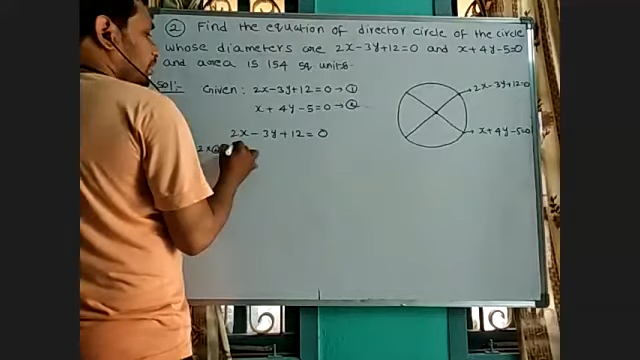 ② Find the equation of director circle of the circle
whose diameters are 2x-3y+12=0 and x+4y-5=0
and area is 154 sq. units.
Sol:- Given: 2x-3y+12=0 → ①
x+4y-5=0 → ②
2x-3y+12=0
2x②
2x-3y+12=0
x+4y-5=0